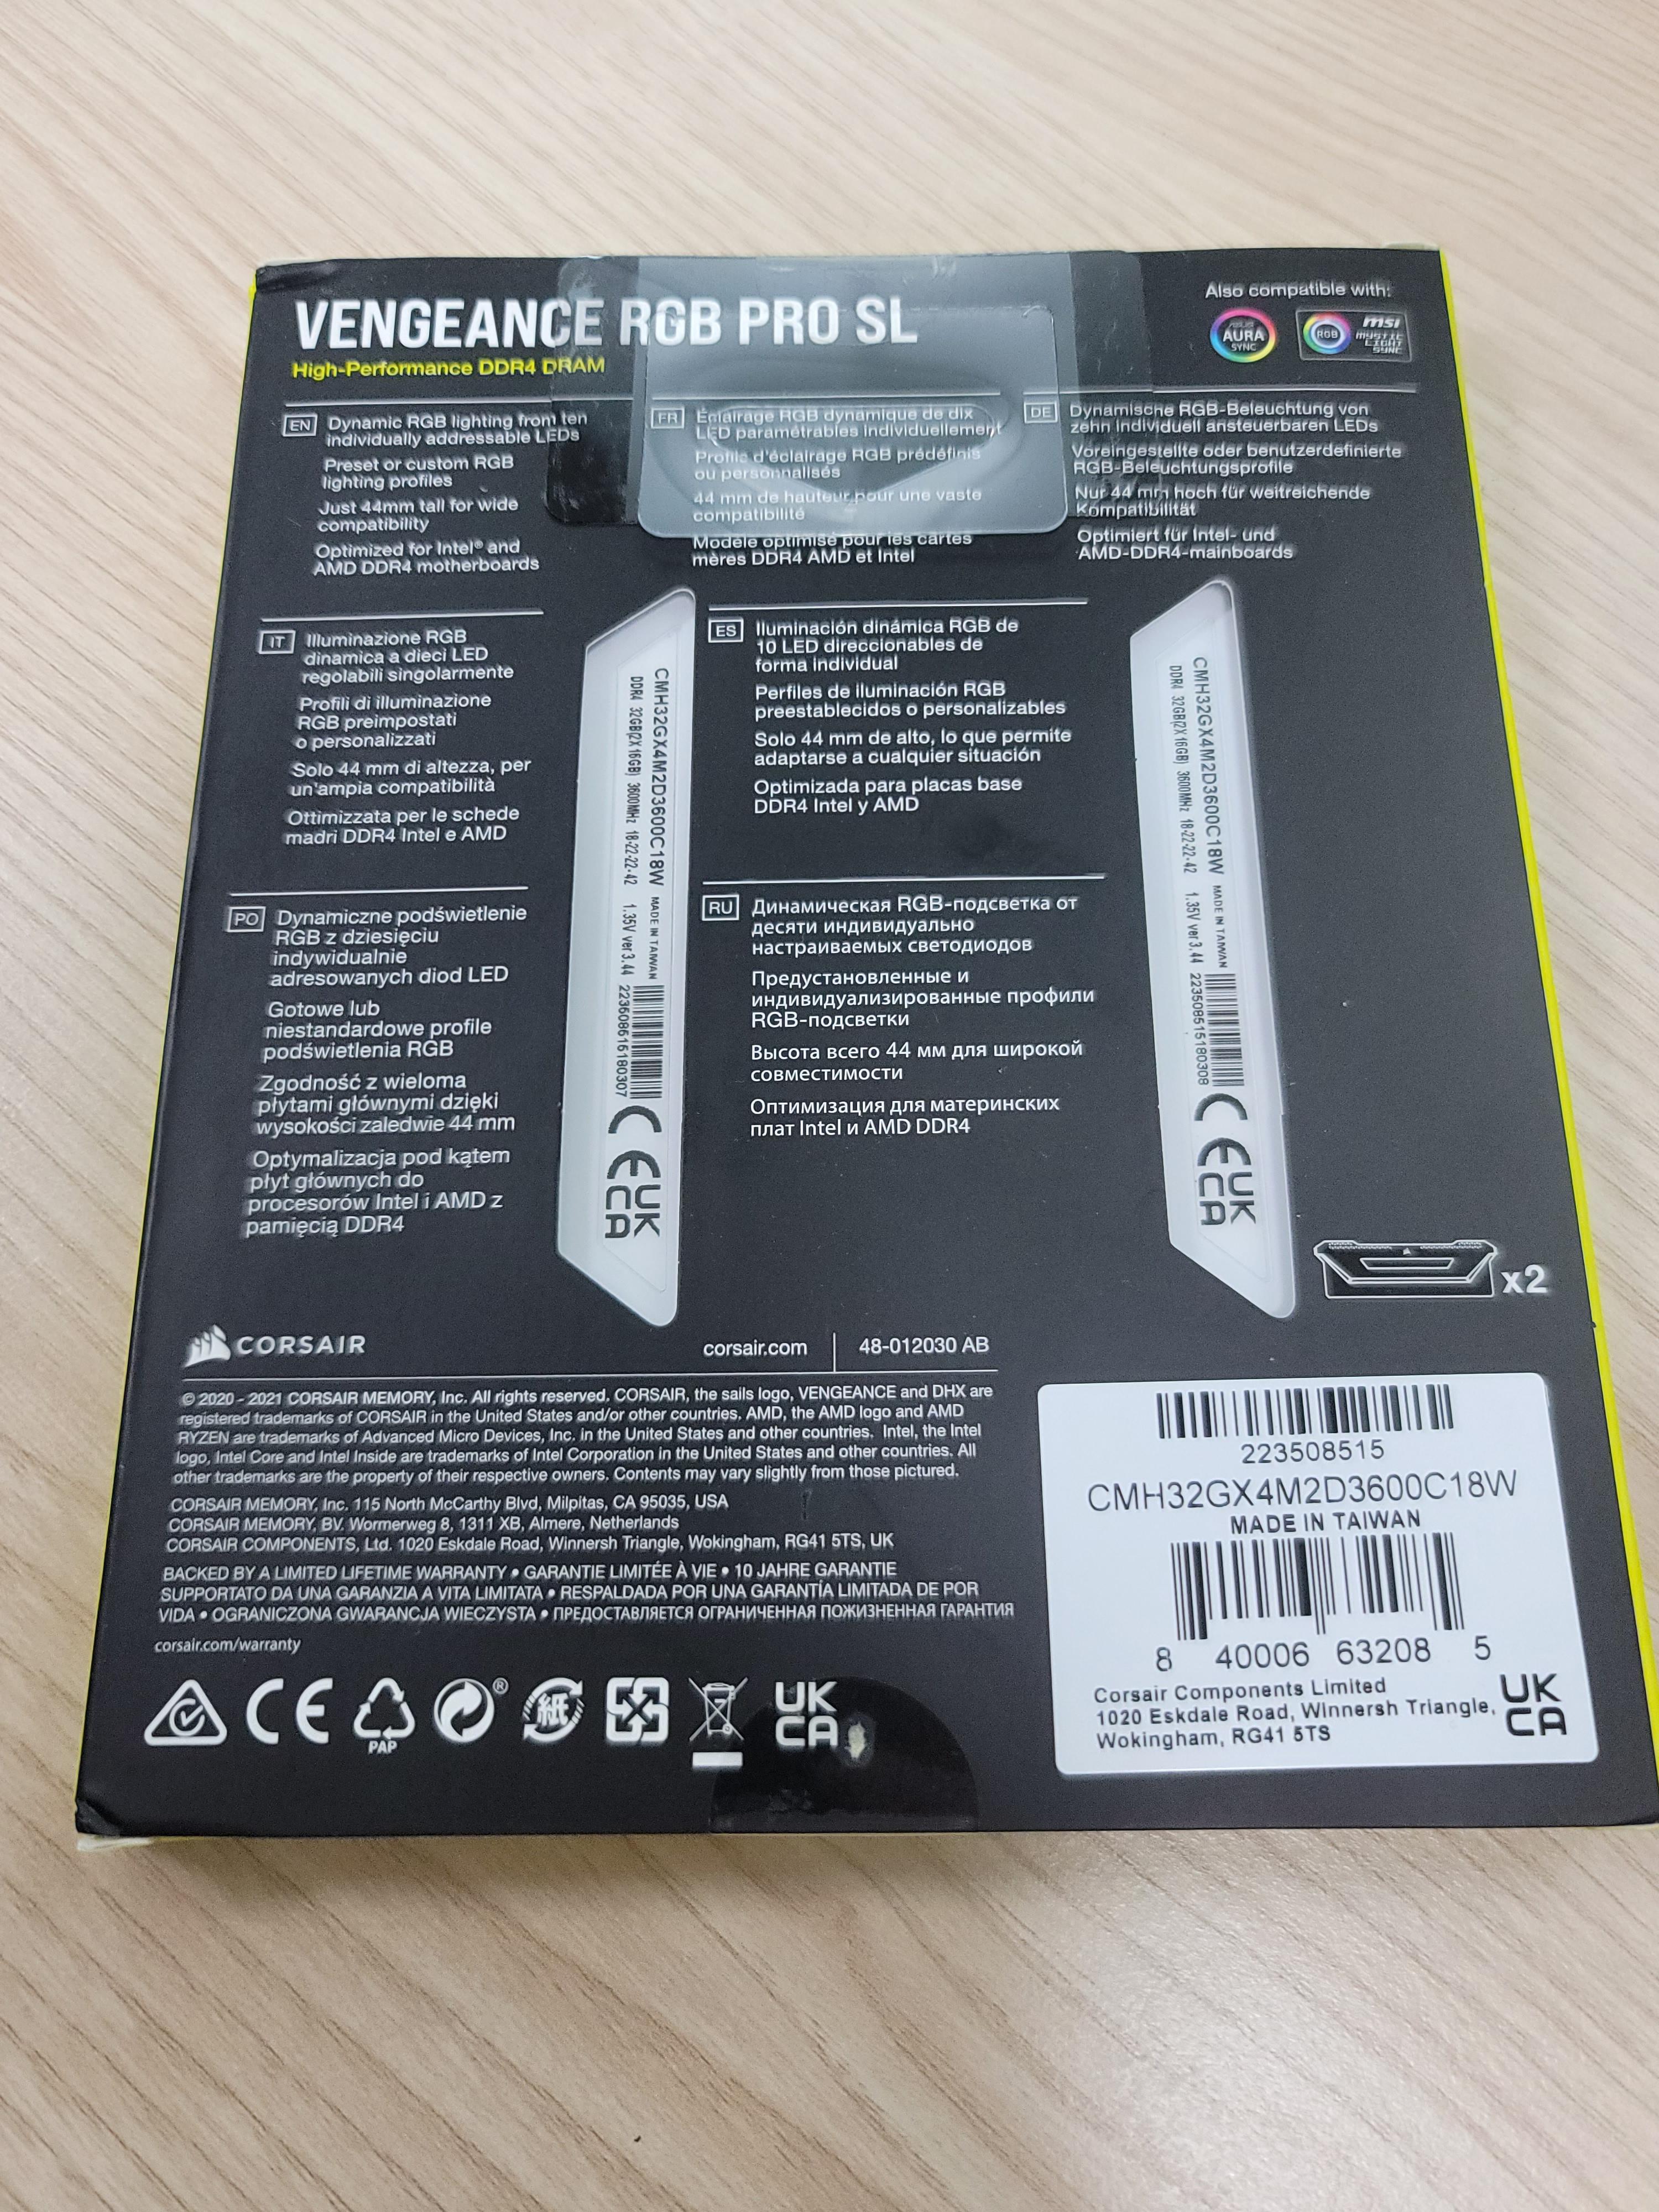 VENGEANCE RGB PRO SL
High-Performance DDR4 DRAM
Also compatible with:
ASUS
AURA
SYNC
RGB
msi
MYSTIC
LIGHT
SYNC
EN
Dynamic RGB lighting from ten
individually addressable LEDs
Preset or custom RGB
lighting profiles
Just 44mm tall for wide
compatibility
Optimized for Intel® and
AMD DDR4 motherboards
FR
Éclairage RGB dynamique de dix
LED paramétrables individuellement
Profils d'éclairage RGB prédéfinis
ou personnalisés
44 mm de hauteur pour une vaste
compatibilité
Modèle optimisé pour les cartes
mères DDR4 AMD et Intel
DE
Dynamische RGB-Beleuchtung von
zehn individuell ansteuerbaren LEDs
Voreingestellte oder benutzerdefinierte
RGB-Beleuchtungsprofile
Nur 44 mm hoch für weitreichende
Kompatibilität
Optimiert für Intel- und
AMD-DDR4-mainboards
IT
Illuminazione RGB
dinamica a dieci LED
regolabili singolarmente
Profili di illuminazione
RGB preimpostati
o personalizzati
Solo 44 mm di altezza, per
un'ampia compatibilità
Ottimizzata per le schede
madri DDR4 Intel e AMD
CMH32GX4M2D3600C18W MADE IN TAIWAN
DDR4 32GB(2X16GB) 3600MHz 18-22-22-42 1.35V ver3.44 223508515180307
CE
UK
CA
ES
Iluminación dinámica RGB de
10 LED direccionables de
forma individual
Perfiles de iluminación RGB
preestablecidos o personalizables
Solo 44 mm de alto, lo que permite
adaptarse a cualquier situación
Optimizada para placas base
DDR4 Intel y AMD
CMH32GX4M2D3600C18W MADE IN TAIWAN
DDR4 32GB(2X16GB) 3600MHz 18-22-22-42 1.35V ver3.44 223508515180308
CE
UK
CA
PO
Dynamiczne podświetlenie
RGB z dziesięciu
indywidualnie
adresowanych diod LED
Gotowe lub
niestandardowe profile
podświetlenia RGB
Zgodność z wieloma
płytami głównymi dzięki
wysokości zaledwie 44 mm
Optymalizacja pod kątem
płyt głównych do
procesorów Intel i AMD z
pamięcią DDR4
RU
Динамическая RGB-подсветка от
десяти индивидуально
настраиваемых светодиодов
Предустановленные и
индивидуализированные профили
RGB-подсветки
Высота всего 44 мм для широкой
совместимости
Оптимизация для материнских
плат Intel и AMD DDR4
x2
CORSAIR
corsair.com
48-012030 AB
© 2020 - 2021 CORSAIR MEMORY, Inc. All rights reserved. CORSAIR, the sails logo, VENGEANCE and DHX are
registered trademarks of CORSAIR in the United States and/or other countries. AMD, the AMD logo and AMD
RYZEN are trademarks of Advanced Micro Devices, Inc. in the United States and other countries. Intel, the Intel
logo, Intel Core and Intel Inside are trademarks of Intel Corporation in the United States and other countries. All
other trademarks are the property of their respective owners. Contents may vary slightly from those pictured.
CORSAIR MEMORY, Inc. 115 North McCarthy Blvd, Milpitas, CA 95035, USA
CORSAIR MEMORY, BV. Wormerweg 8, 1311 XB, Almere, Netherlands
CORSAIR COMPONENTS, Ltd. 1020 Eskdale Road, Winnersh Triangle, Wokingham, RG41 5TS, UK
BACKED BY A LIMITED LIFETIME WARRANTY • GARANTIE LIMITÉE À VIE • 10 JAHRE GARANTIE
SUPPORTATO DA UNA GARANZIA A VITA LIMITATA • RESPALDADA POR UNA GARANTÍA LIMITADA DE POR
VIDA • OGRANICZONA GWARANCJA WIECZYSTA • ПРЕДОСТАВЛЯЕТСЯ ОГРАНИЧЕННАЯ ПОЖИЗНЕННАЯ ГАРАНТИЯ
corsair.com/warranty
CE
PAP
®
紙
UK
CA
223508515
CMH32GX4M2D3600C18W
MADE IN TAIWAN
8 40006 63208 5
Corsair Components Limited
1020 Eskdale Road, Winnersh Triangle,
Wokingham, RG41 5TS
UK
CA